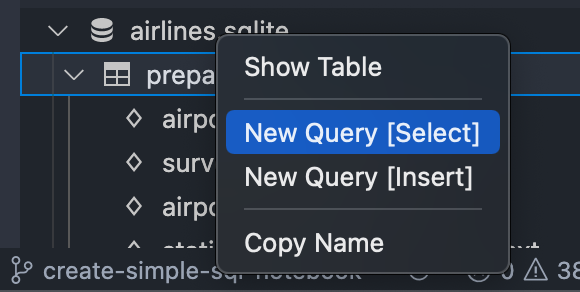 airlines.sqlite
Show Table
prepa
airpo
New Query [Select]
surv
New Query [Insert]
airpo
Copy Name
create-simple-sql-notebook
0
38